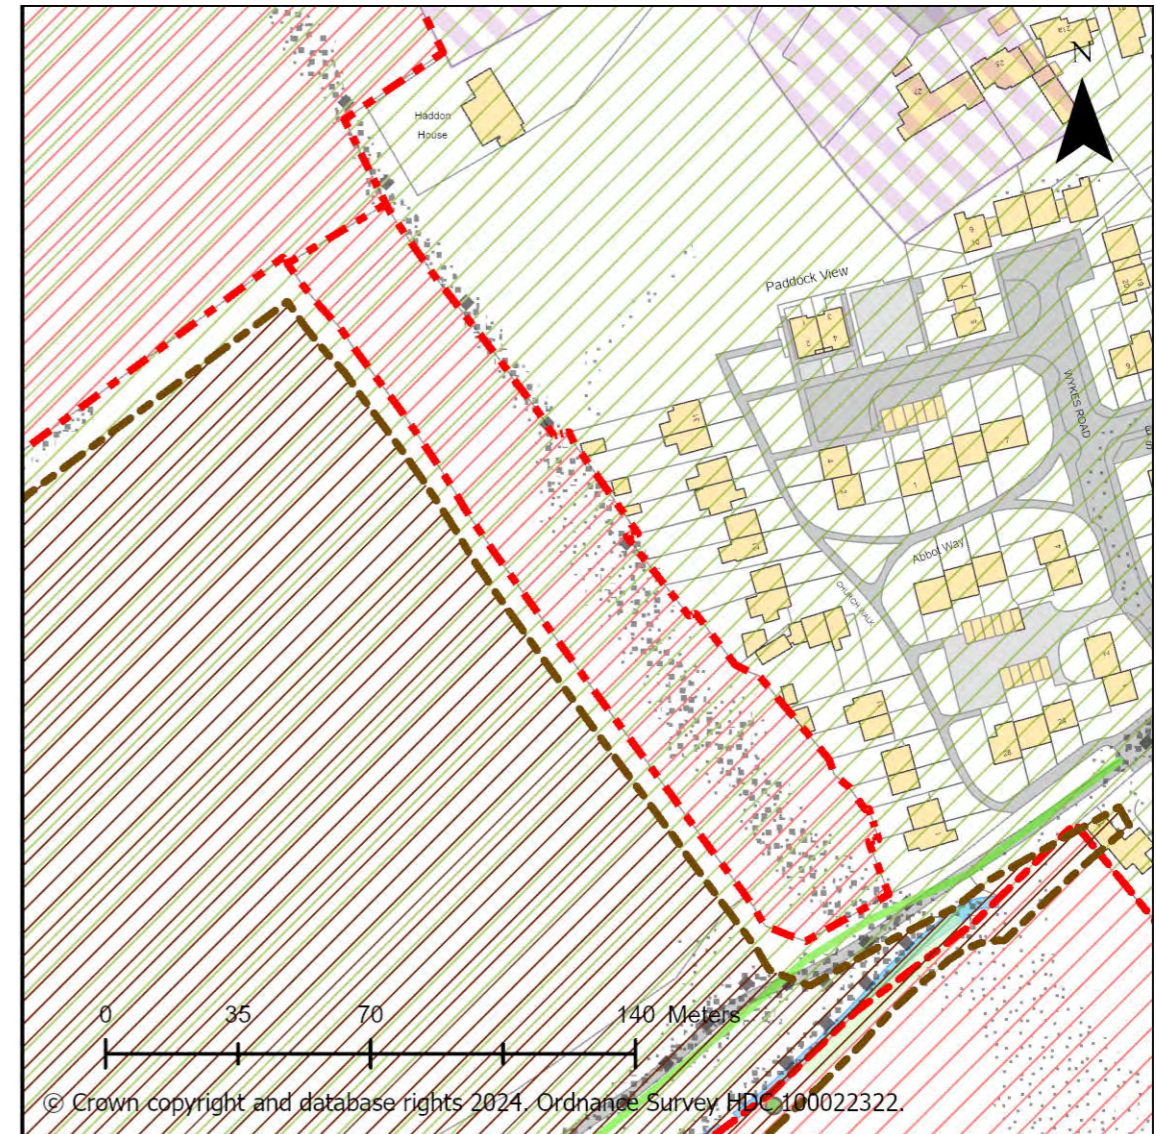 N
Haddon
House
Paddock View
WYKES ROAD
Abbot Way
CHURCH WALK
0 35 70 140 Meters
© Crown copyright and database rights 2024. Ordnance Survey HDC 100022322.